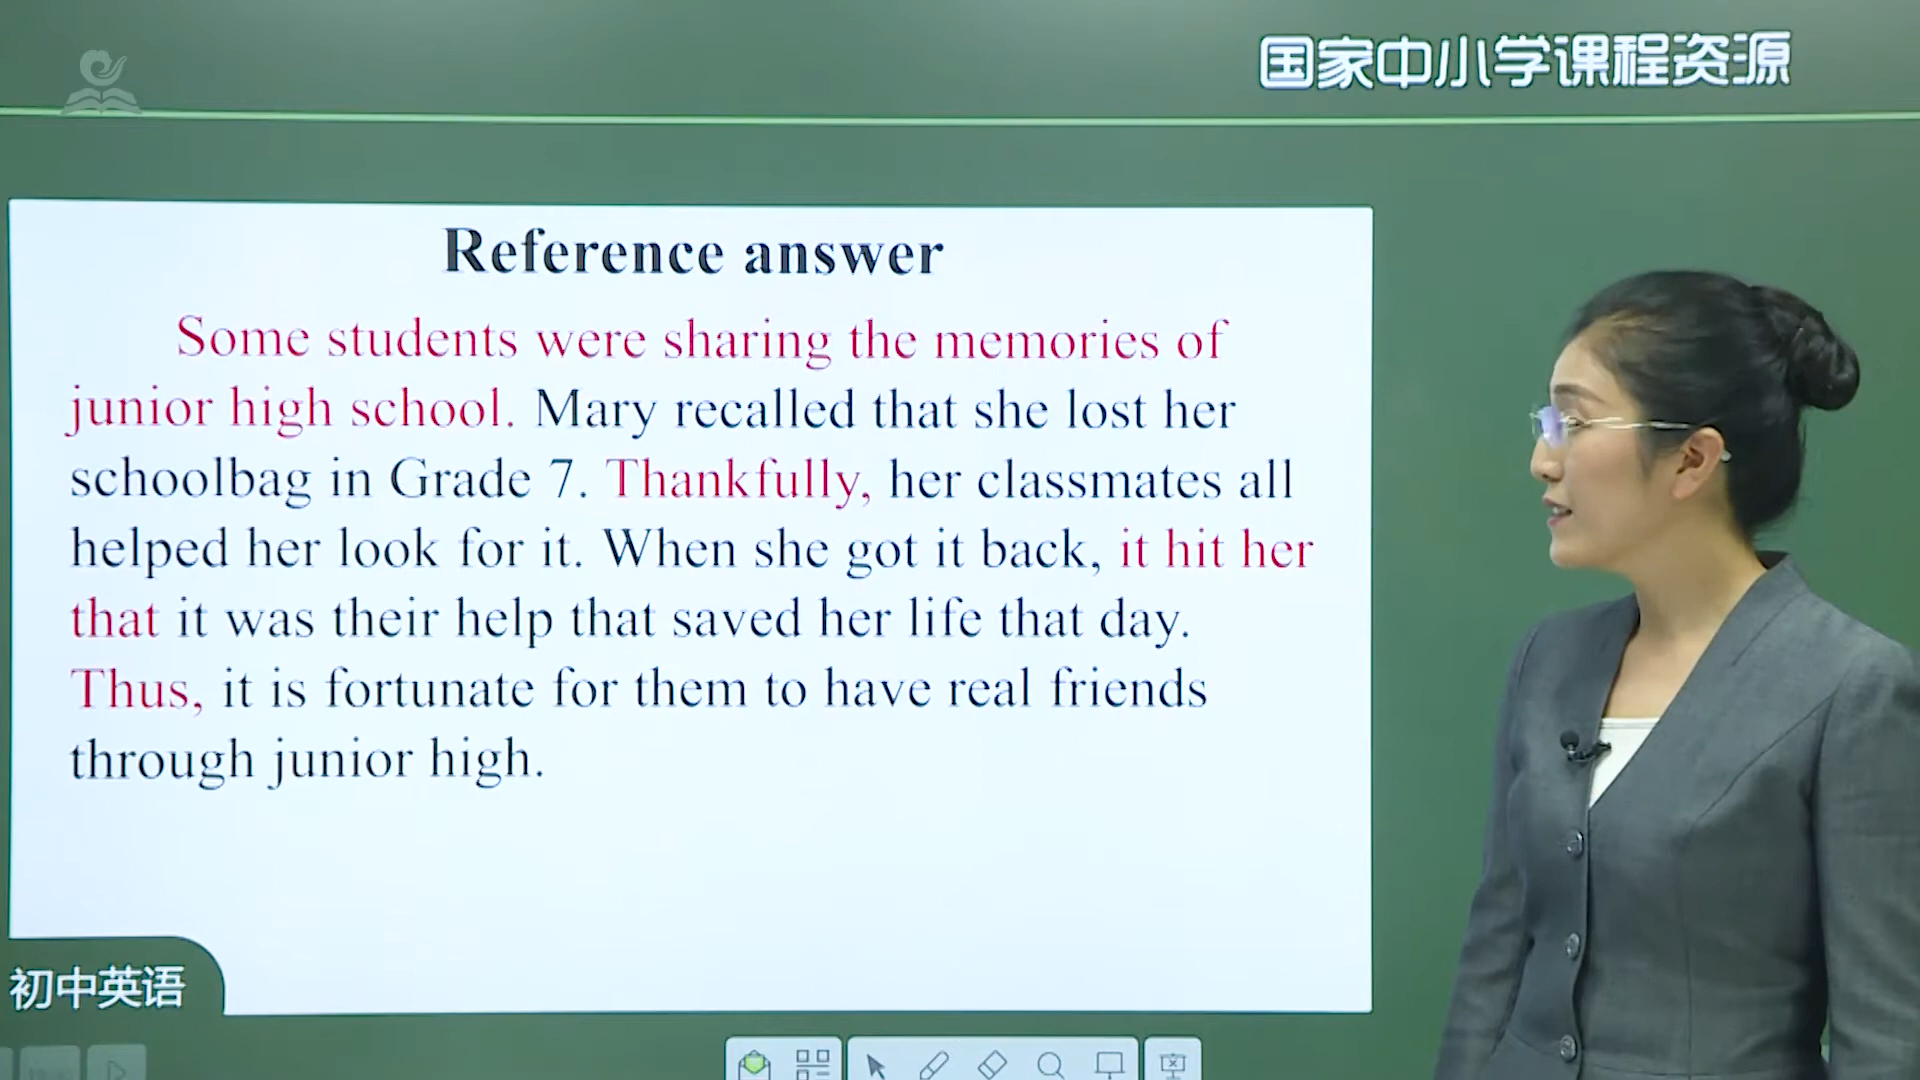 国家中小学课程资源
Reference answer
Some students were sharing the memories of
junior high school. Mary recalled that she lost her
schoolbag in Grade 7. Thankfully, her classmates all
helped her look for it. When she got it back, it hit her
that it was their help that saved her life that day.
Thus, it is fortunate for them to have real friends
through junior high.
初中英语